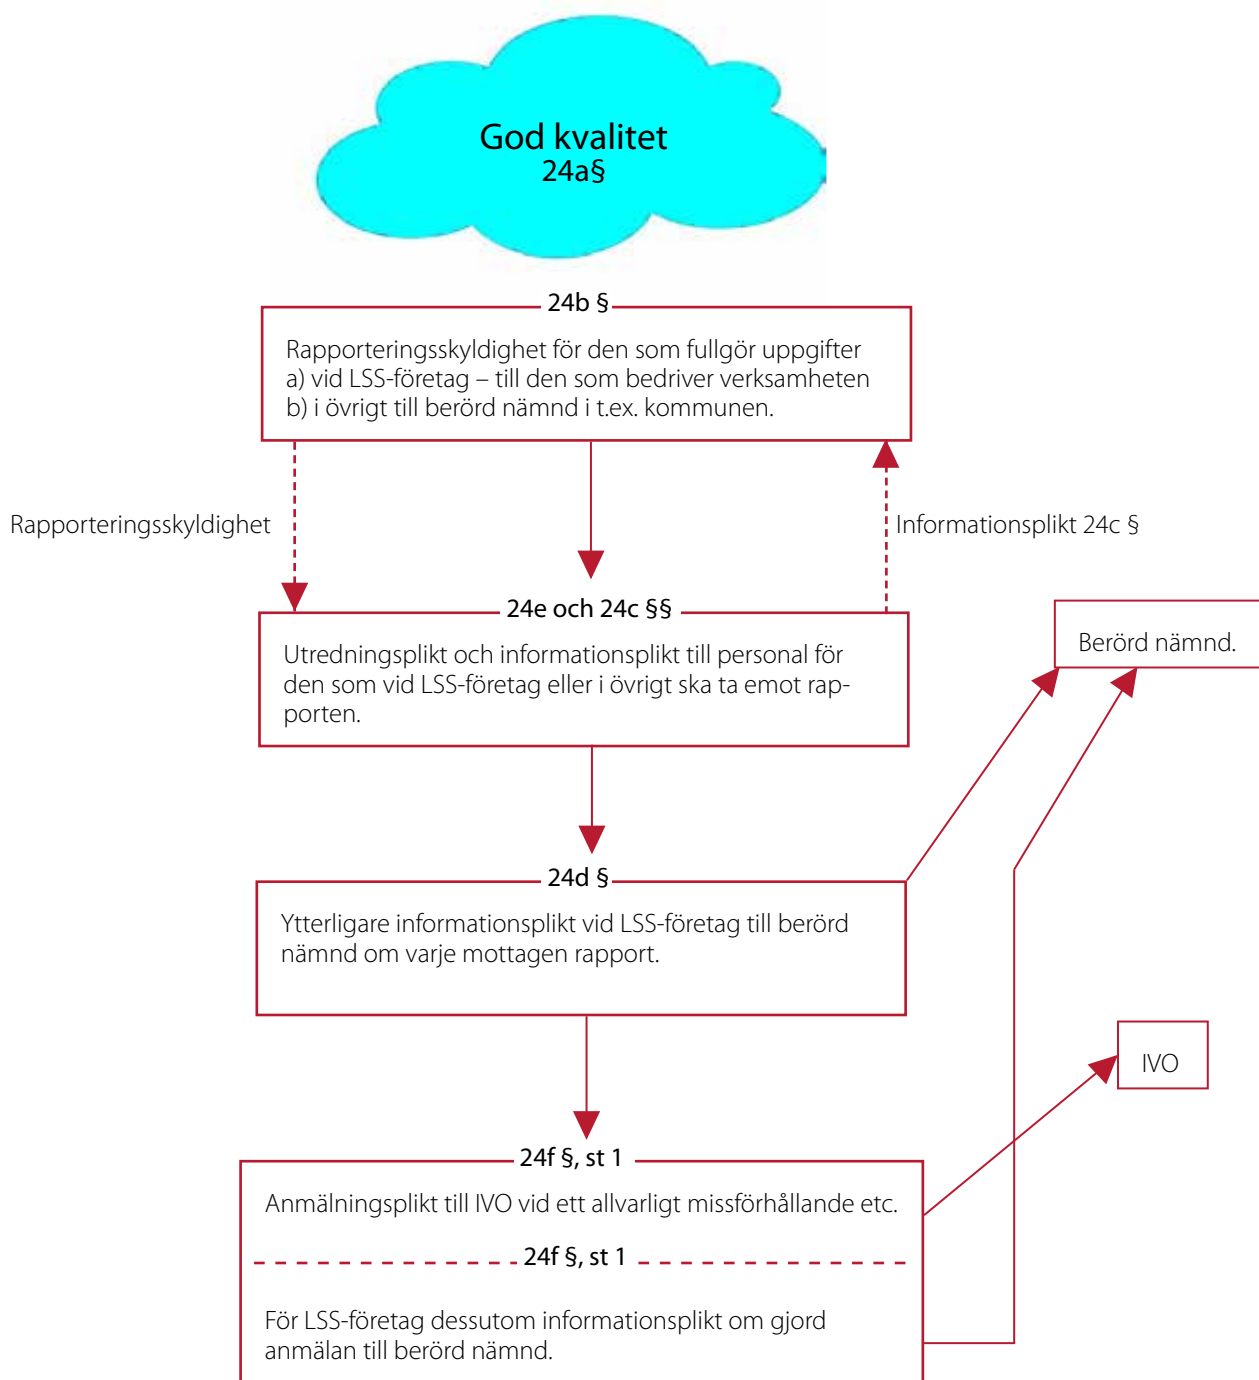 God kvalitet
24a§
24b §
Rapporteringsskyldighet för den som fullgör uppgifter
a) vid LSS-företag – till den som bedriver verksamheten
b) i övrigt till berörd nämnd i t.ex. kommunen.
Rapporteringsskyldighet
Informationsplikt 24c §
24e och 24c §§
Utredningsplikt och informationsplikt till personal för
den som vid LSS-företag eller i övrigt ska ta emot rap-
porten.
Berörd nämnd.
24d §
Ytterligare informationsplikt vid LSS-företag till berörd
nämnd om varje mottagen rapport.
IVO
24f §, st 1
Anmälningsplikt till IVO vid ett allvarligt missförhållande etc.
24f §, st 1
För LSS-företag dessutom informationsplikt om gjord
anmälan till berörd nämnd.